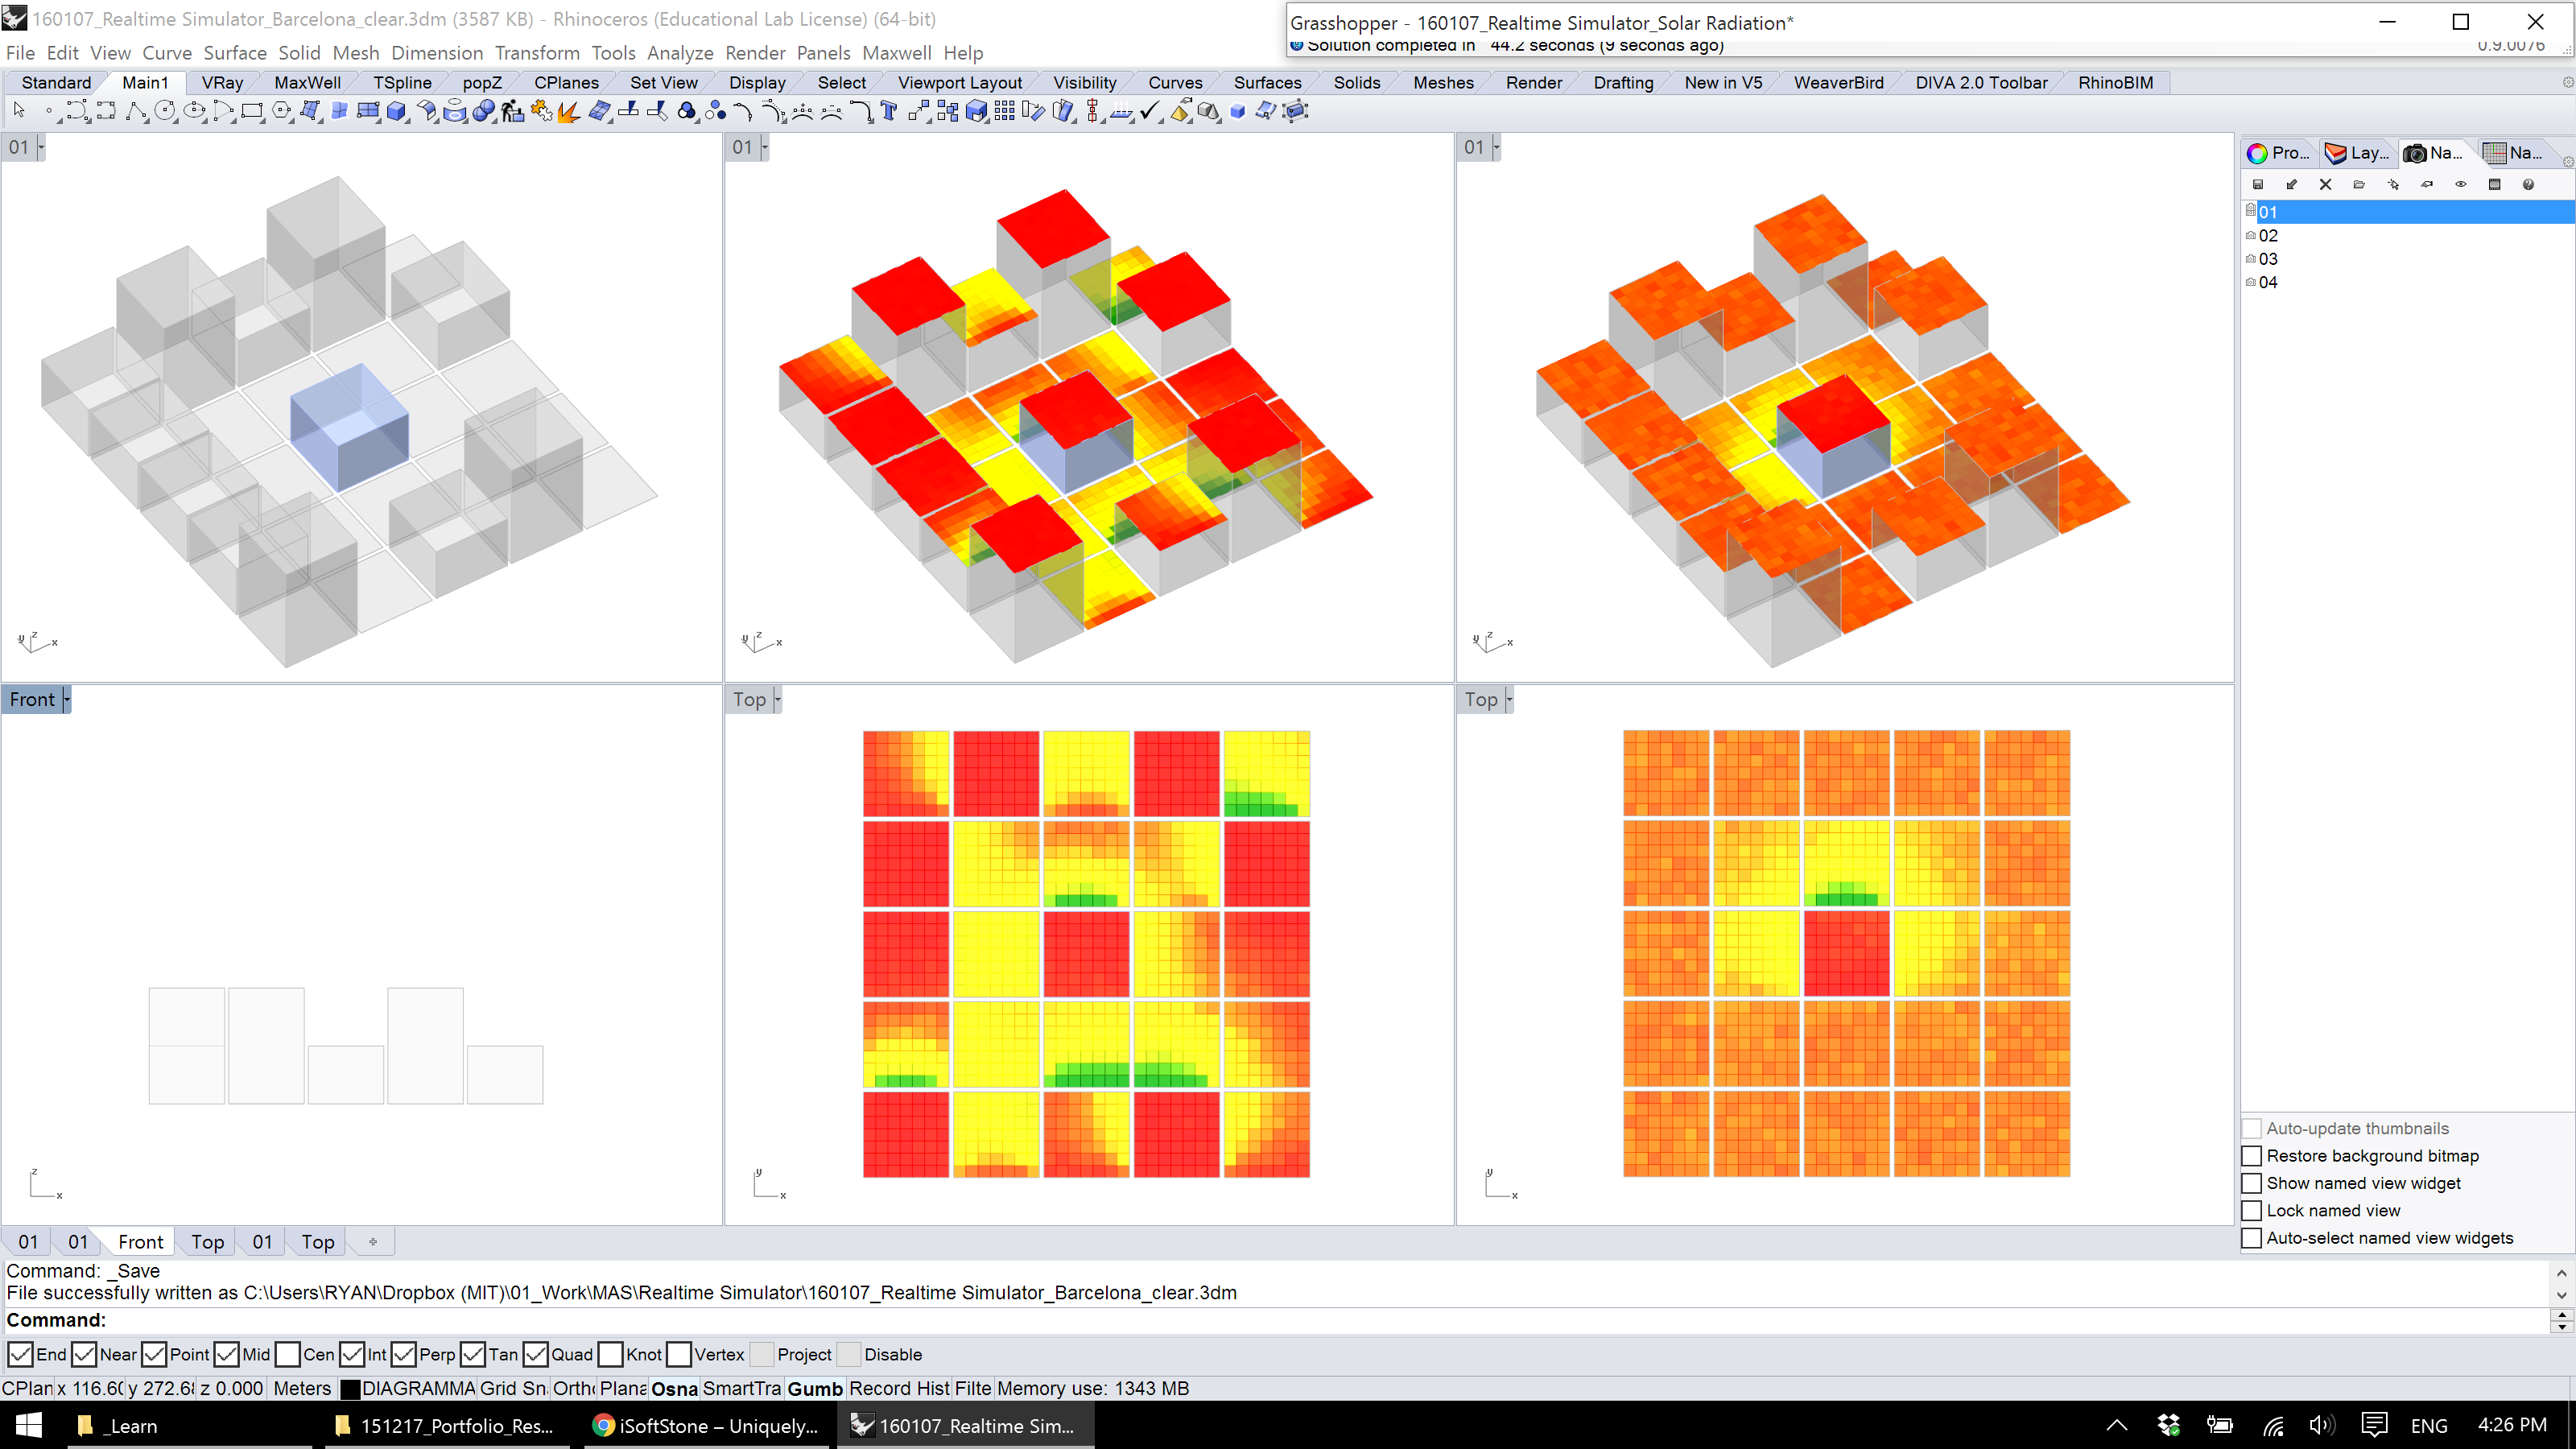 160107_Realtime Simulator_Barcelona_clear.3dm (3587 KB) - Rhinoceros (Educational Lab License) (64-bit)
Grasshopper - 160107_Realtime Simulator_Solar Radiation*
Solution completed in ~44.2 seconds (9 seconds ago)
0.9.0076
File Edit View Curve Surface Solid Mesh Dimension Transform Tools Analyze Render Panels Maxwell Help
Standard Main1 VRay MaxWell TSpline popZ CPlanes Set View Display Select Viewport Layout Visibility Curves Surfaces Solids Meshes Render Drafting New in V5 WeaverBird DIVA 2.0 Toolbar RhinoBIM
01
01
01
Pro... Lay... Na... Na...
01
02
03
04
y z x
y z x
y z x
Front
Top
Top
z x
y x
y x
Auto-update thumbnails
Restore background bitmap
Show named view widget
Lock named view
Auto-select named view widgets
01 01 Front Top 01 Top
Command: _Save
File successfully written as C:\Users\RYAN\Dropbox (MIT)\01_Work\MAS\Realtime Simulator\160107_Realtime Simulator_Barcelona_clear.3dm
Command:
End Near Point Mid Cen Int Perp Tan Quad Knot Vertex Project Disable
CPlan x 116.60 y 272.68 z 0.000 Meters DIAGRAMMA Grid Sn Ortho Plana Osna SmartTra Gumb Record Hist Filte Memory use: 1343 MB
_Learn
151217_Portfolio_Res...
iSoftStone – Uniquely...
160107_Realtime Sim...
ENG
4:26 PM